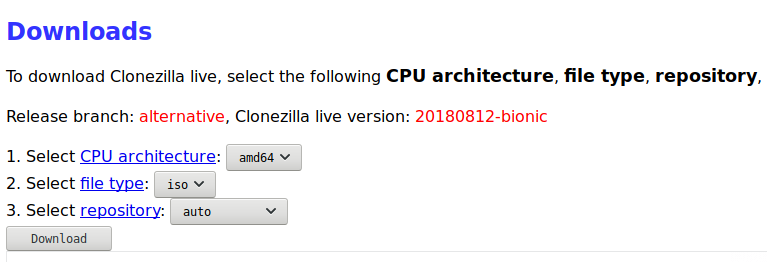 Downloads
To download Clonezilla live, select the following CPU architecture, file type, repository,
Release branch: alternative, Clonezilla live version: 20180812-bionic
1. Select CPU architecture: amd64
2. Select file type: iso
3. Select repository: auto
Download